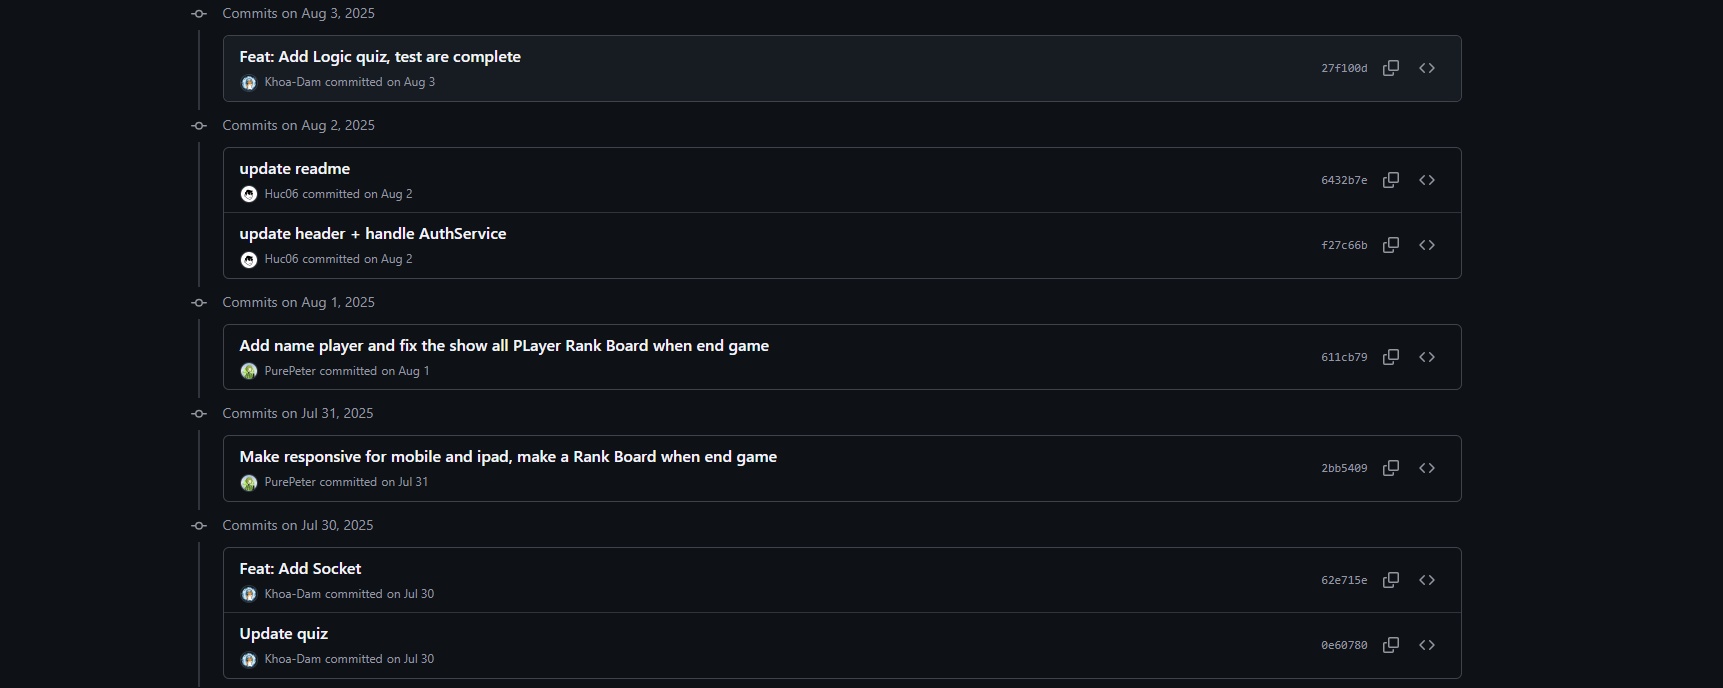 Commits on Aug 3, 2025
Feat: Add Logic quiz, test are complete
Khoa-Dam committed on Aug 3
27f100d
Commits on Aug 2, 2025
update readme
Huc06 committed on Aug 2
6432b7e
update header + handle AuthService
Huc06 committed on Aug 2
f27c66b
Commits on Aug 1, 2025
Add name player and fix the show all PLayer Rank Board when end game
PurePeter committed on Aug 1
611cb79
Commits on Jul 31, 2025
Make responsive for mobile and ipad, make a Rank Board when end game
PurePeter committed on Jul 31
2bb5409
Commits on Jul 30, 2025
Feat: Add Socket
Khoa-Dam committed on Jul 30
62e715e
Update quiz
Khoa-Dam committed on Jul 30
0e60780